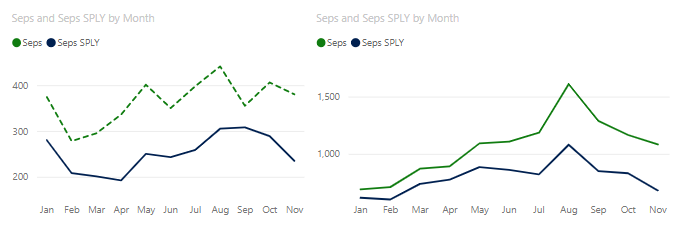 Seps and Seps SPLY by Month
Seps Seps SPLY
400
300
200
Jan Feb Mar Apr May Jun Jul Aug Sep Oct Nov
Seps and Seps SPLY by Month
Seps Seps SPLY
1,500
1,000
Jan Feb Mar Apr May Jun Jul Aug Sep Oct Nov